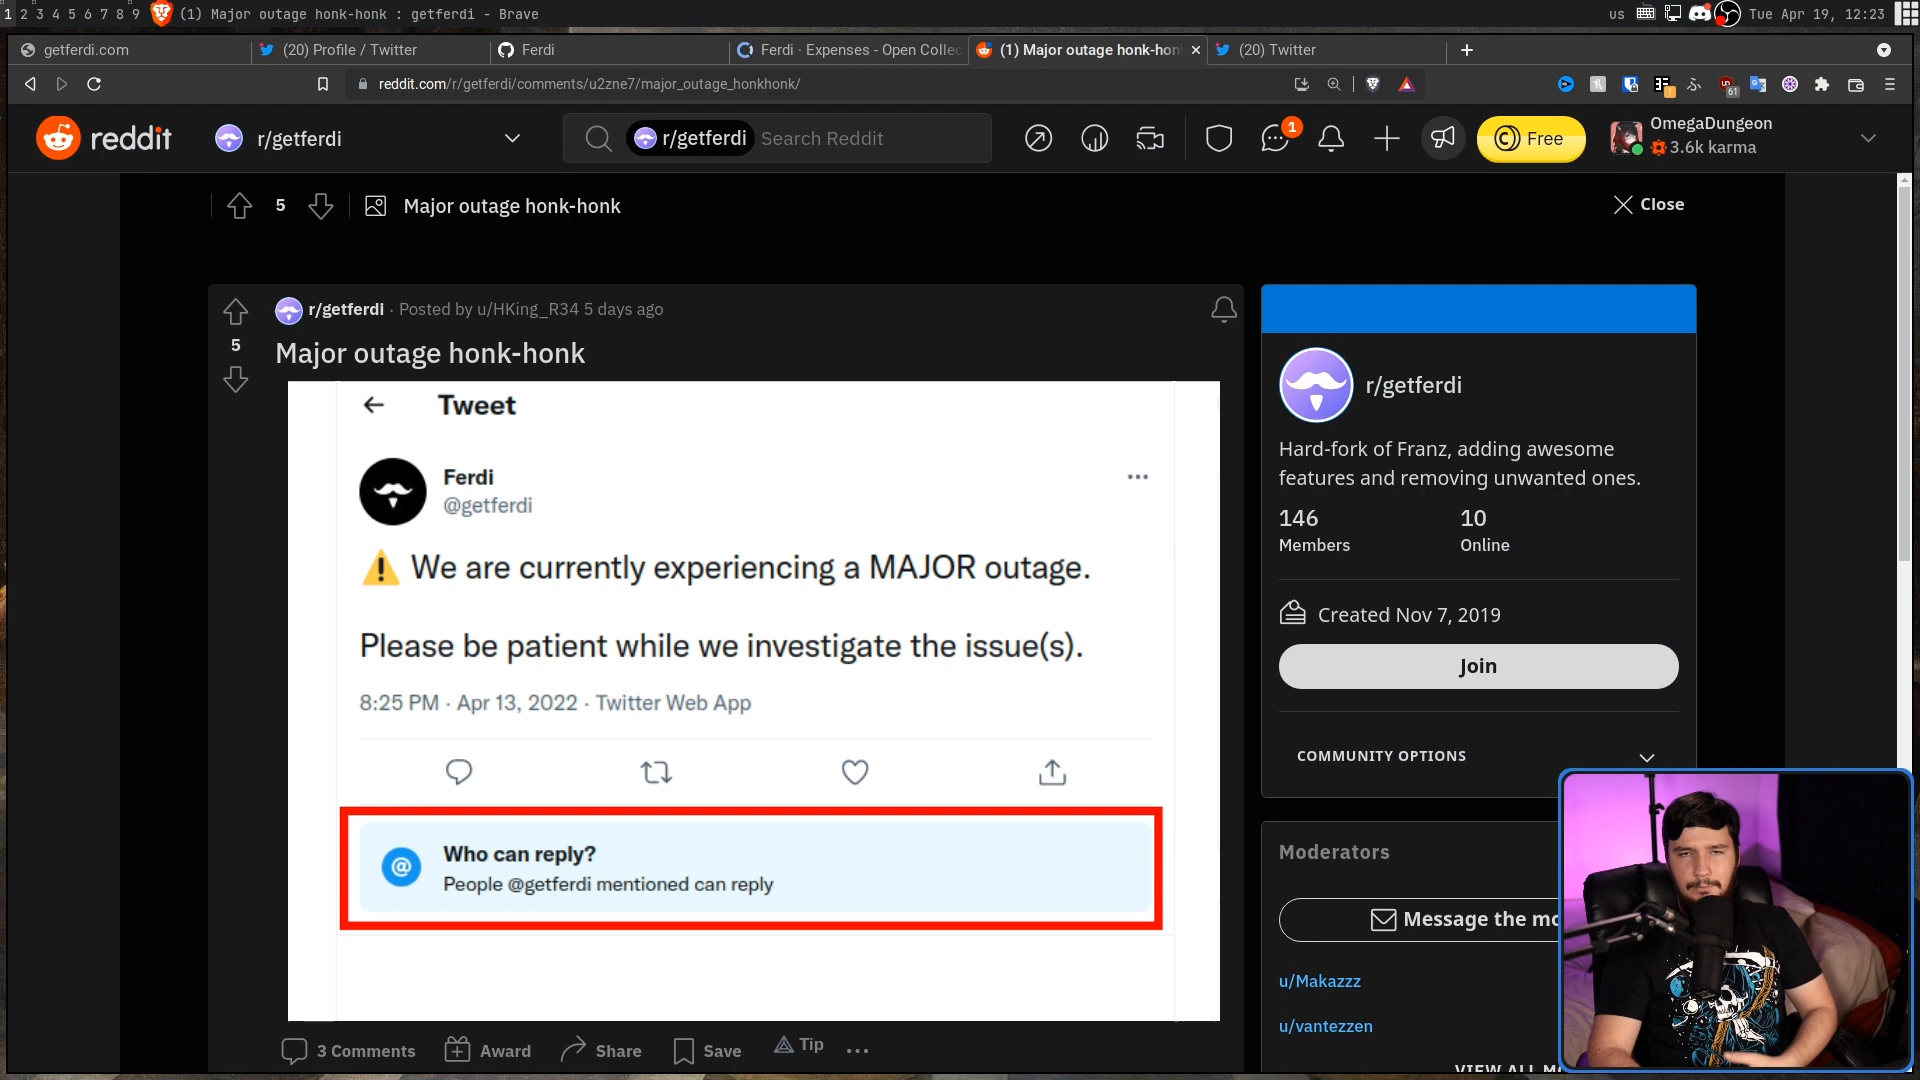 1 2 3 4 5 6 7 8 9 (1) Major outage honk-honk : getferdi - Brave us Tue Apr 19, 12:23
getferdi.com (20) Profile / Twitter Ferdi Ferdi · Expenses - Open Collec (1) Major outage honk-hon (20) Twitter
reddit.com/r/getferdi/comments/u2zne7/major_outage_honkhonk/ 61
reddit r/getferdi r/getferdi Search Reddit 1 Free OmegaDungeon
3.6k karma
5 Major outage honk-honk Close
r/getferdi · Posted by u/HKing_R34 5 days ago
5
Major outage honk-honk
Tweet
Ferdi
@getferdi
We are currently experiencing a MAJOR outage.
Please be patient while we investigate the issue(s).
8:25 PM · Apr 13, 2022 · Twitter Web App
Who can reply?
People @getferdi mentioned can reply
3 Comments Award Share Save Tip
r/getferdi
Hard-fork of Franz, adding awesome
features and removing unwanted ones.
146 10
Members Online
Created Nov 7, 2019
Join
COMMUNITY OPTIONS
Moderators
Message the mo
u/Makazzz
u/vantezzen
VIEW ALL MO